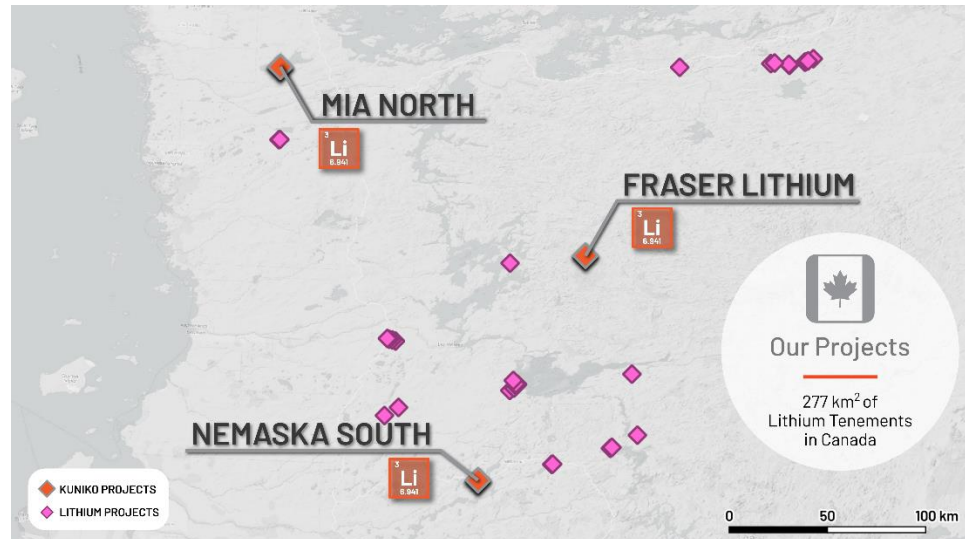 MIA NORTH
3
Li
6.941
FRASER LITHIUM
3
Li
6.941
Our Projects
277 km² of
Lithium Tenements
in Canada
NEMASKA SOUTH
3
Li
6.941
KUNIKO PROJECTS
LITHIUM PROJECTS
0 50 100 km